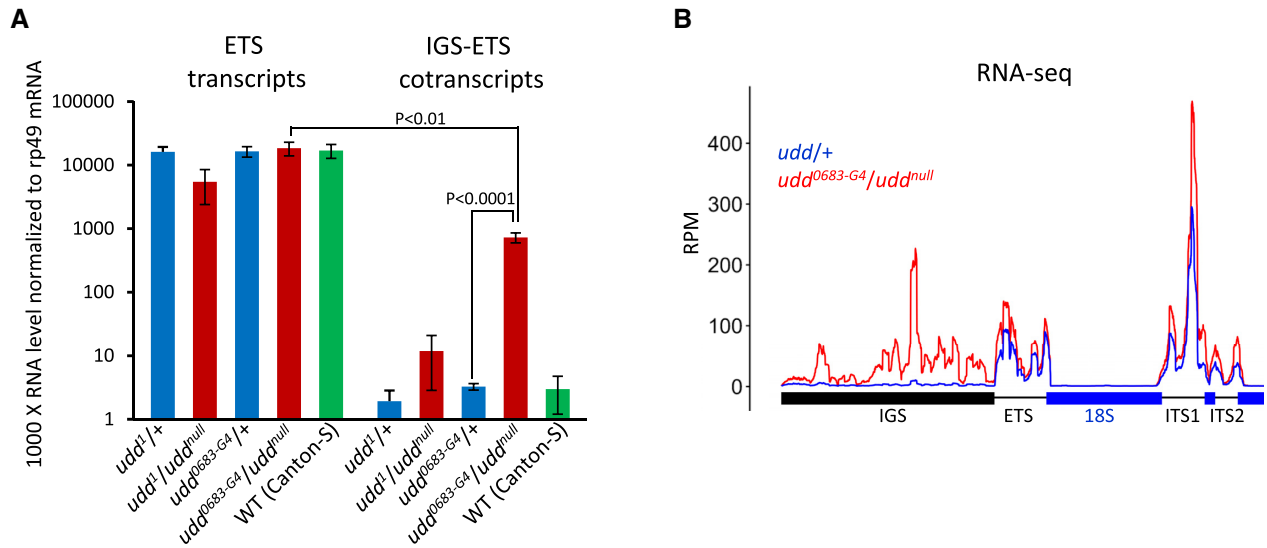 A
ETS
transcripts
IGS-ETS
cotranscripts
1000 X RNA level normalized to rp49 mRNA
100000
10000
1000
100
10
1
P<0.01
P<0.0001
udd1/+
udd1/uddnull
udd0683-G4/+
udd0683-G4/uddnull
WT (Canton-S)
udd1/+
udd1/uddnull
udd0683-G4/+
udd0683-G4/uddnull
WT (Canton-S)
B
RNA-seq
udd/+
udd0683-G4/uddnull
RPM
400
300
200
100
0
IGS
ETS
18S
ITS1
ITS2